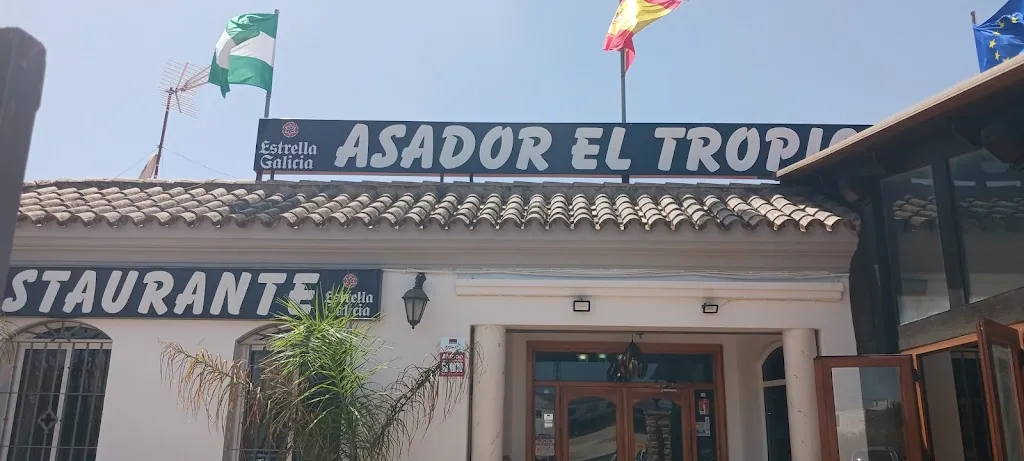 Estrella
Galicia
ASADOR EL TROPIC
STAURANTE
Estrella
Galicia